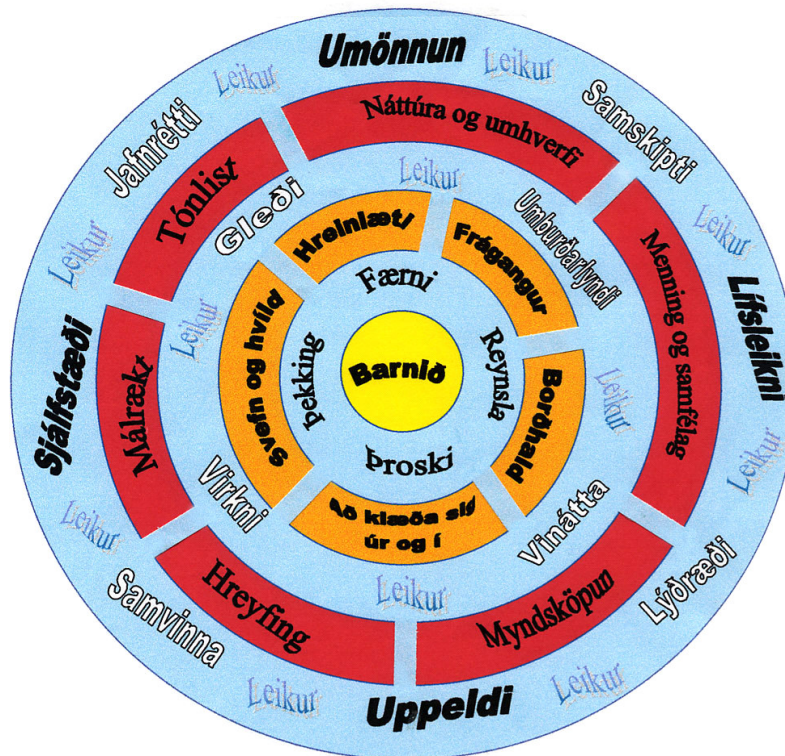 Umönnun
Leikur
Leikur
Jafnrétti
Samskipti
Náttúra og umhverfi
Tónlist
Leikur
Gleði
Umburðarlyndi
Leikur
Leikur
Hreinlæti
Frágangur
Menning og samfélag
Lífsleikni
Færni
Leikur
Svefn og hvíld
Þekking
Barnið
Reynsla
Borðhald
Leikur
Sjálfstæði
Málrækt
Þroski
Virkni
Að klæða sig
úr og í
Vinátta
Leikur
Leikur
Samvinna
Hreyfing
Leikur
Myndsköpun
Lýðræði
Leikur
Uppeldi
Leikur